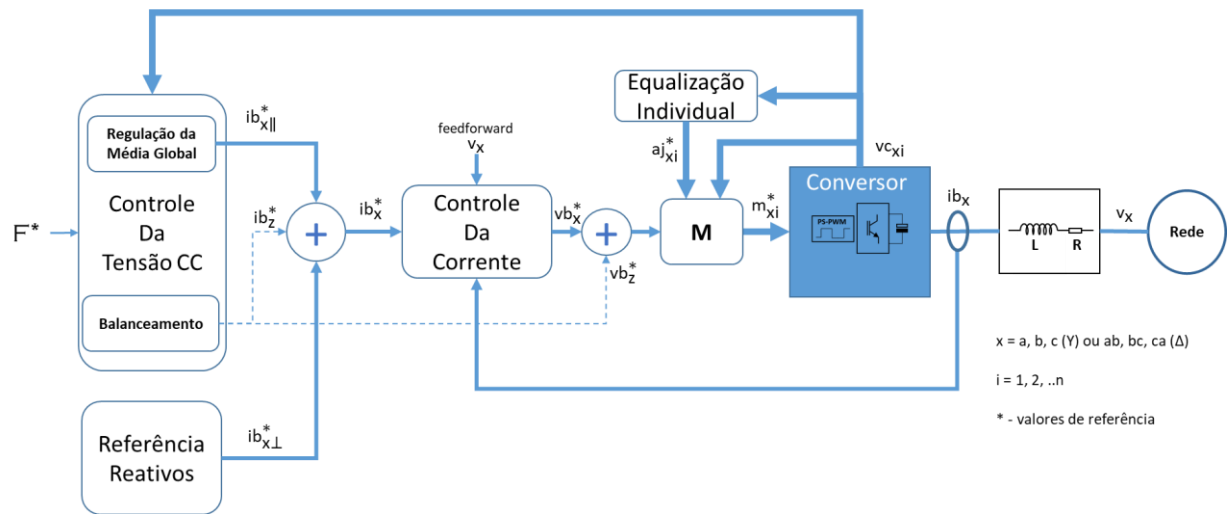 Equalização
Individual
Regulação da
Média Global
ib*x||
feedforward
vx
aj*xi
vcxi
Controle
Da
Tensão CC
F*
ib*z
+
ib*x
Controle
Da
Corrente
vb*x
+
vb*z
M
m*xi
Conversor
PS-PWM
ibx
L
R
vx
Rede
Balanceamento
x = a, b, c (Y) ou ab, bc, ca (Δ)
i = 1, 2, ..n
* - valores de referência
Referência
Reativos
ib*x⊥